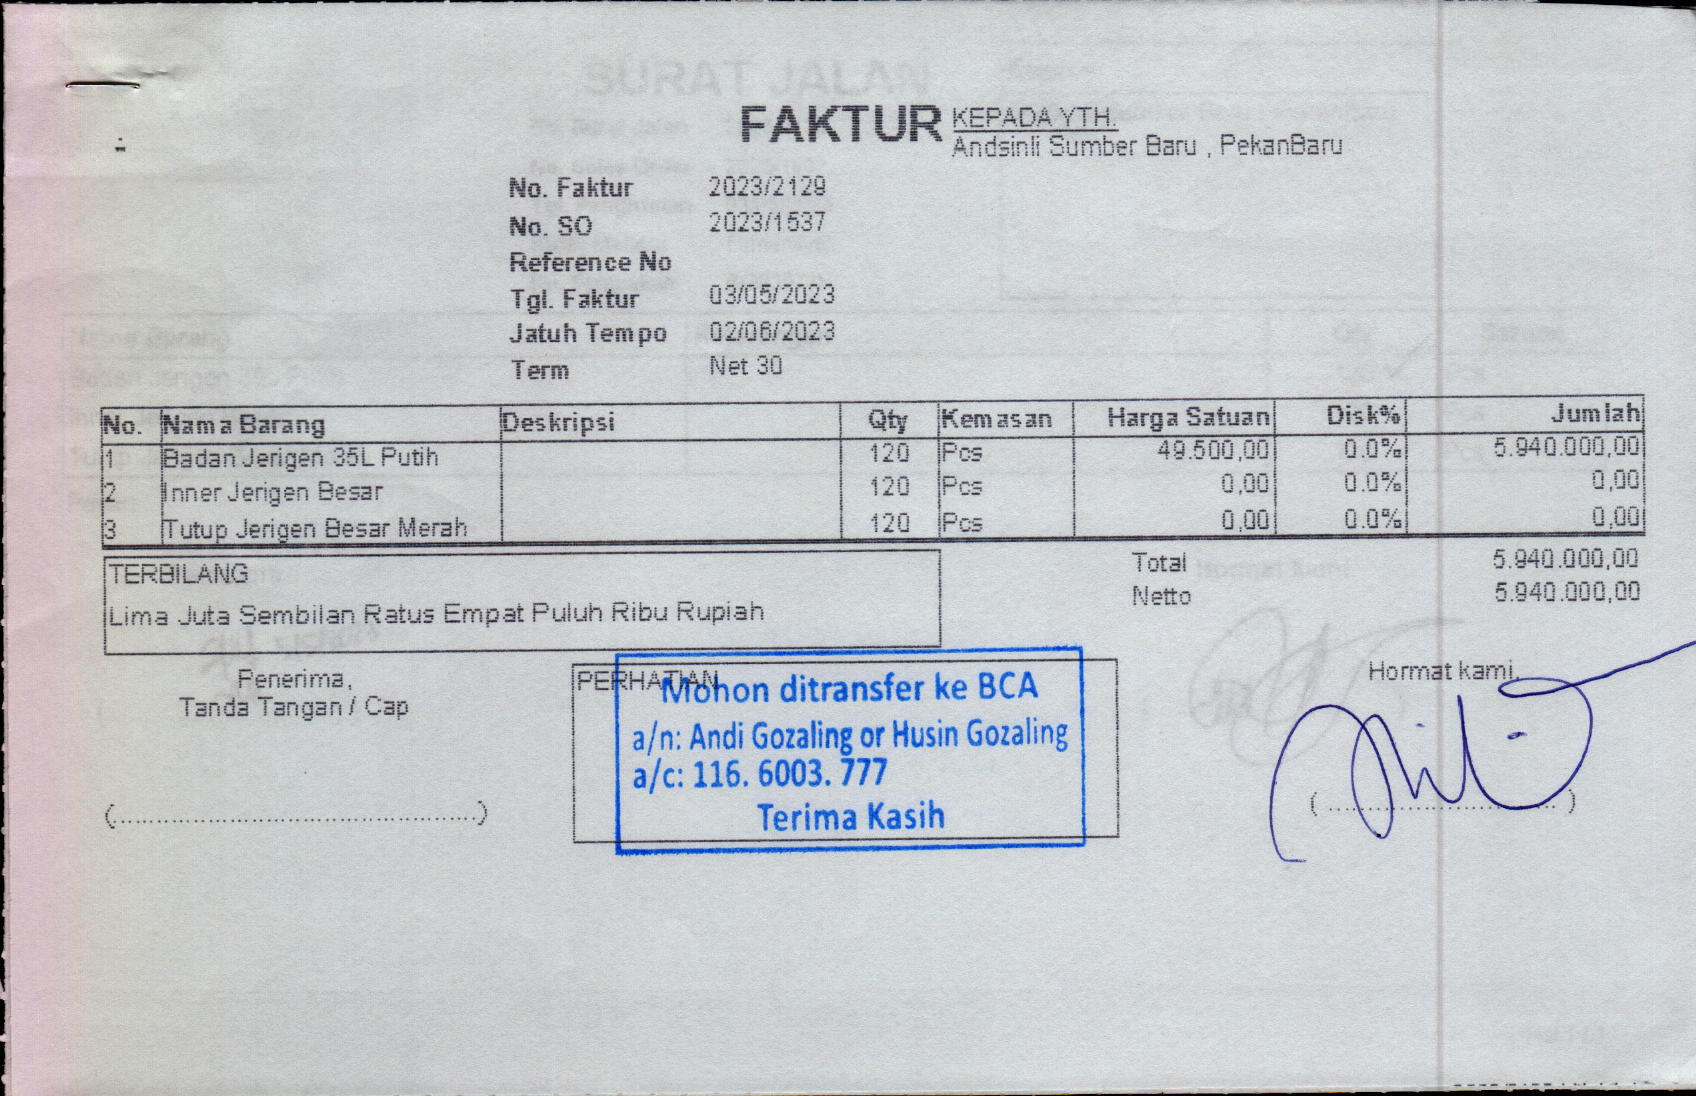 FAKTUR
KEPADA YTH.
Andsinli Sumber Baru , PekanBaru
No. Faktur 2023/2129
No. SO 2023/1537
Reference No
Tgl. Faktur 03/05/2023
Jatuh Tempo 02/06/2023
Term Net 30
No. Nama Barang Deskripsi Qty Kemasan Harga Satuan Disk% Jumlah
1 Badan Jerigen 35L Putih 120 Pcs 49.500,00 0.0% 5.940.000,00
2 Inner Jerigen Besar 120 Pcs 0,00 0.0% 0,00
3 Tutup Jerigen Besar Merah 120 Pcs 0,00 0.0% 0,00
TERBILANG
Lima Juta Sembilan Ratus Empat Puluh Ribu Rupiah
Total 5.940.000,00
Netto 5.940.000,00
Penerima,
Tanda Tangan / Cap
(.............................................)
PERHATIAN
Mohon ditransfer ke BCA
a/n: Andi Gozaling or Husin Gozaling
a/c: 116. 6003. 777
Terima Kasih
Hormat kami,
(.............................)
SURAT JALAN